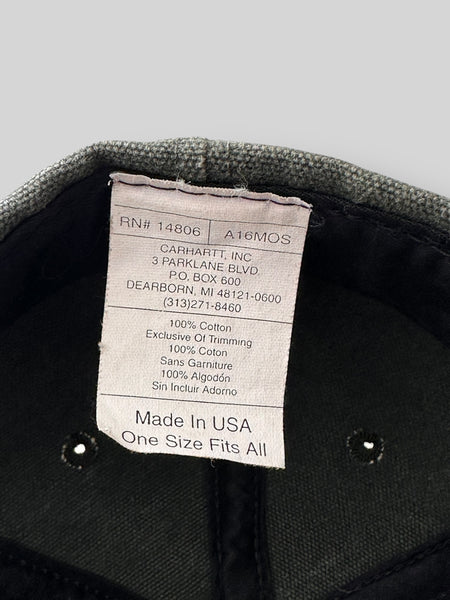 RN# 14806 | A16MOS
CARHARTT, INC
3 PARKLANE BLVD
P.O. BOX 600
DEARBORN, MI 48121-0600
(313)271-8460
100% Cotton
Exclusive Of Trimming
100% Coton
Sans Garniture
100% Algodón
Sin Incluir Adorno
Made In USA
One Size Fits All